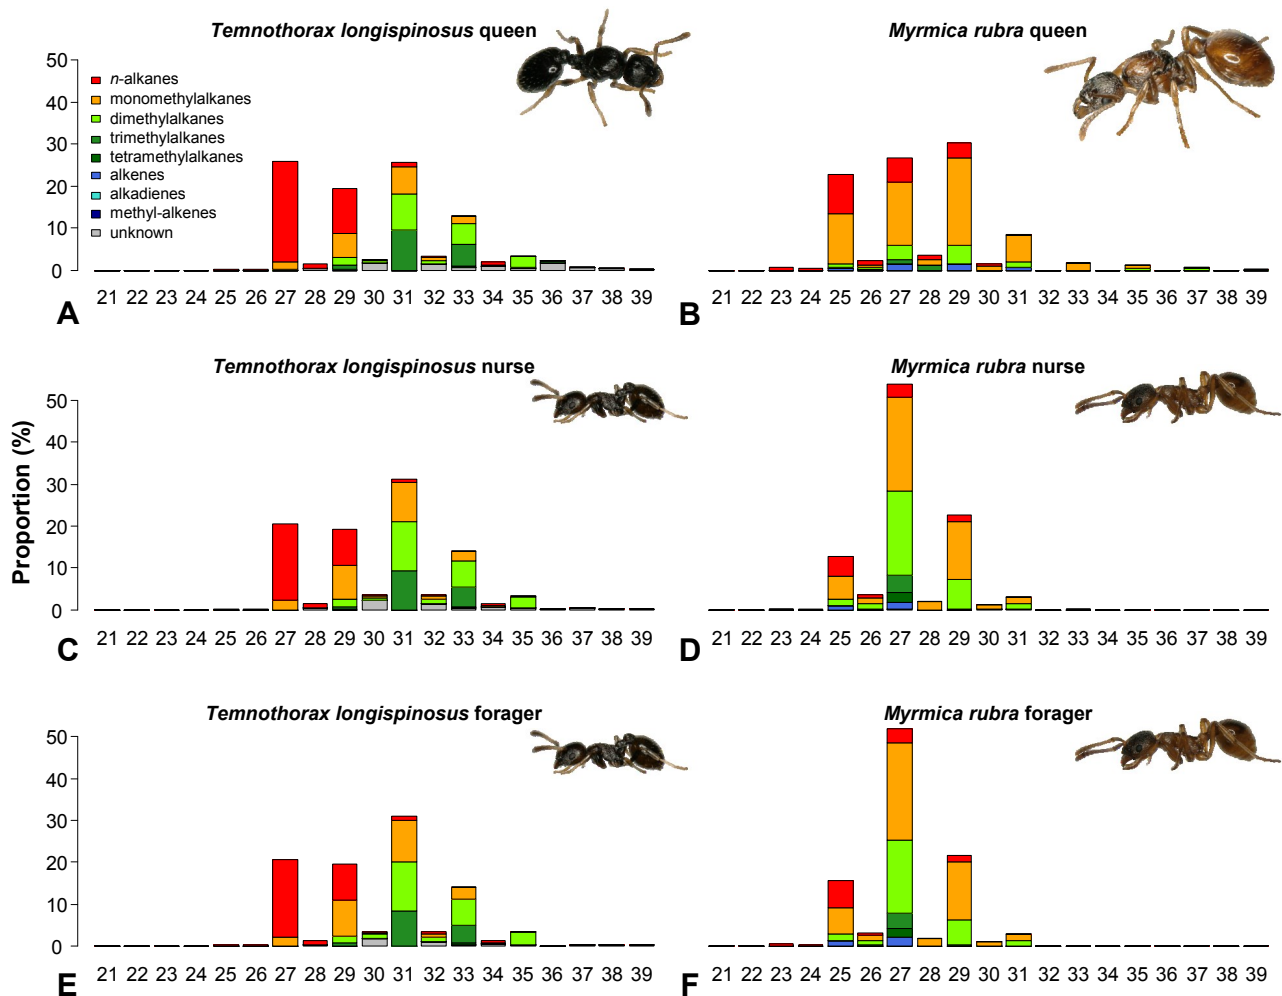 Temnothorax longispinosus queen
Myrmica rubra queen
50
40
30
20
10
0
n-alkanes
monomethylalkanes
dimethylalkanes
trimethylalkanes
tetramethylalkanes
alkenes
alkadienes
methyl-alkenes
unknown
21 22 23 24 25 26 27 28 29 30 31 32 33 34 35 36 37 38 39
A
21 22 23 24 25 26 27 28 29 30 31 32 33 34 35 36 37 38 39
B
Temnothorax longispinosus nurse
Myrmica rubra nurse
Proportion (%)
50
40
30
20
10
0
21 22 23 24 25 26 27 28 29 30 31 32 33 34 35 36 37 38 39
C
21 22 23 24 25 26 27 28 29 30 31 32 33 34 35 36 37 38 39
D
Temnothorax longispinosus forager
Myrmica rubra forager
50
40
30
20
10
0
21 22 23 24 25 26 27 28 29 30 31 32 33 34 35 36 37 38 39
E
21 22 23 24 25 26 27 28 29 30 31 32 33 34 35 36 37 38 39
F